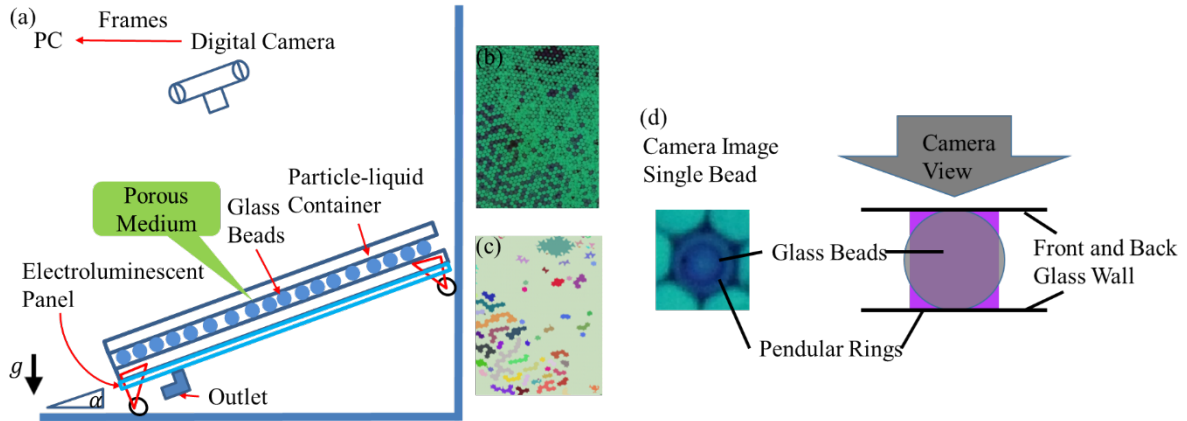 (a)
Frames
PC
Digital Camera
Particle-liquid
Container
Porous
Medium
Glass
Beads
Electroluminescent
Panel
g
α
Outlet
(b)
(c)
(d)
Camera Image
Single Bead
Camera
View
Glass Beads
Front and Back
Glass Wall
Pendular Rings